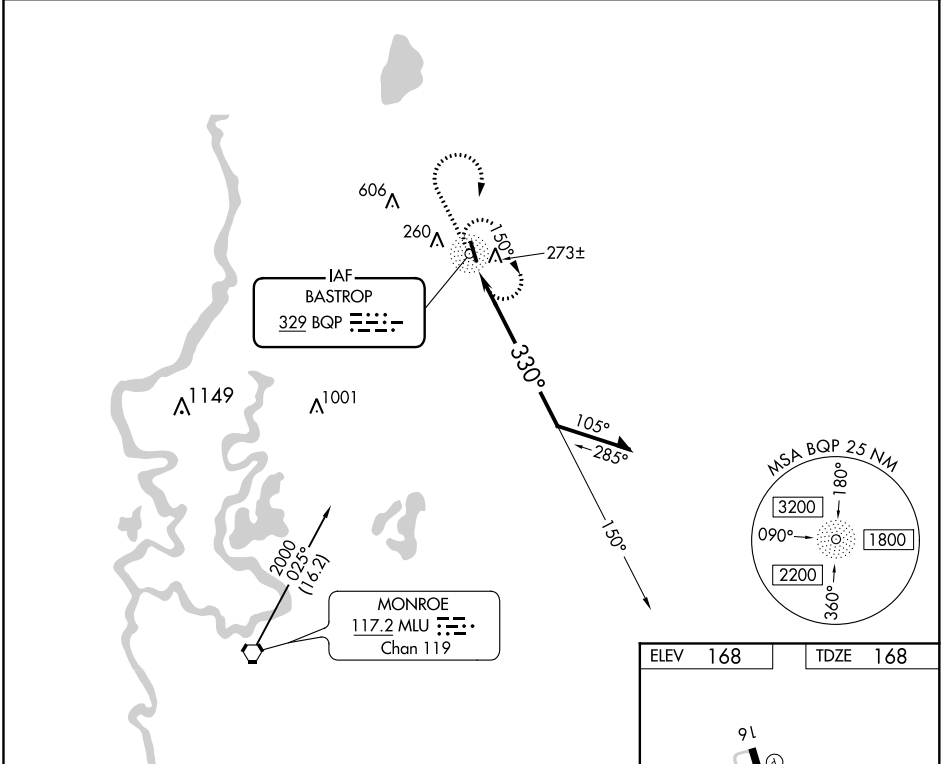 606
260
150°
273±
IAF
BASTROP
329 BQP
330°
1149
1001
105°
285°
MSA BQP 25 NM
180°
3200
090°
1800
2200
360°
150°
2000
025°
(16.2)
MONROE
117.2 MLU
Chan 119
ELEV 168
TDZE 168
16
A